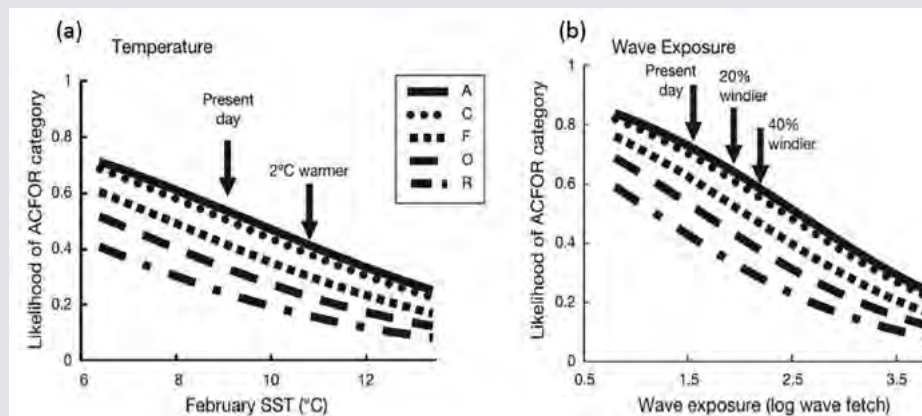 (a)
Temperature
Likelihood of ACFOR category
1
0.8
0.6
0.4
0.2
0
Present
day
2ºC warmer
A
C
F
O
R
6
8
10
12
February SST (°C)
(b)
Wave Exposure
Likelihood of ACFOR category
1
0.8
0.6
0.4
0.2
0
Present
day
20%
windier
40%
windier
0.5
1.5
2.5
3.5
Wave exposure (log wave fetch)